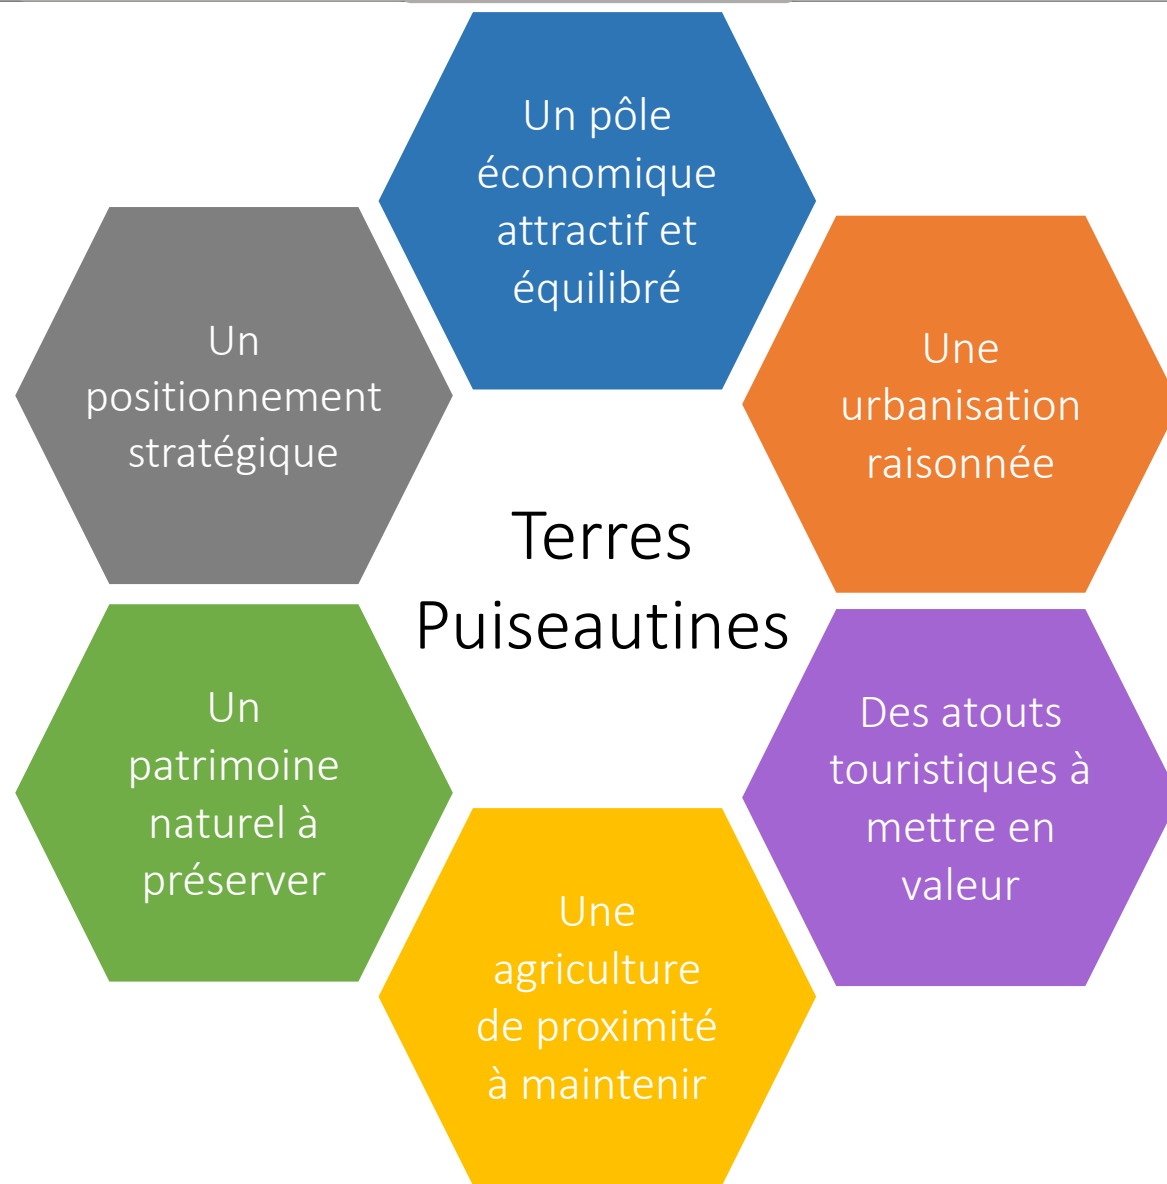 Un pôle
économique
attractif et
équilibré
Une
urbanisation
raisonnée
Des atouts
touristiques à
mettre en
valeur
Une
agriculture
de proximité
à maintenir
Un
patrimoine
naturel à
préserver
Un
positionnement
stratégique
Terres
Puiseautines